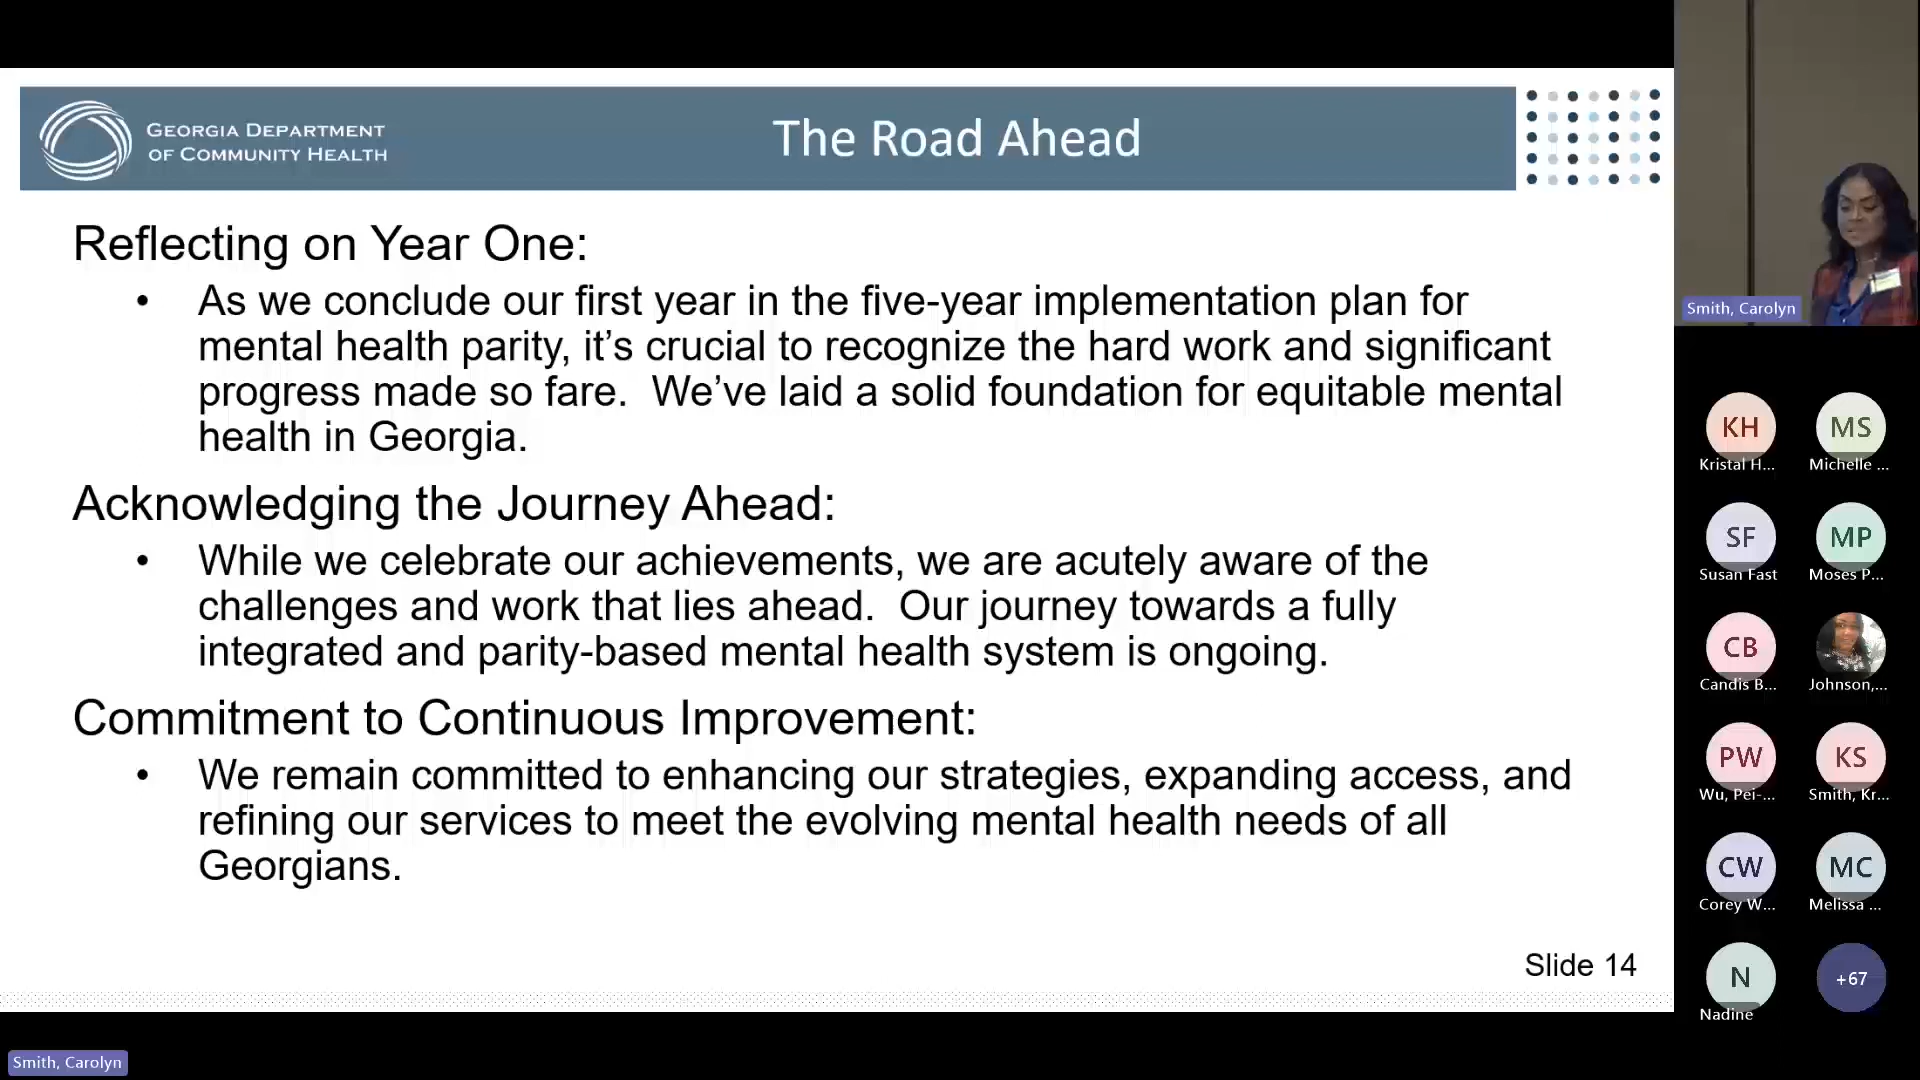 GEORGIA DEPARTMENT
OF COMMUNITY HEALTH
The Road Ahead
Reflecting on Year One:
• As we conclude our first year in the five-year implementation plan for
mental health parity, it’s crucial to recognize the hard work and significant
progress made so fare.  We’ve laid a solid foundation for equitable mental
health in Georgia.
Acknowledging the Journey Ahead:
• While we celebrate our achievements, we are acutely aware of the
challenges and work that lies ahead.  Our journey towards a fully
integrated and parity-based mental health system is ongoing.
Commitment to Continuous Improvement:
• We remain committed to enhancing our strategies, expanding access, and
refining our services to meet the evolving mental health needs of all
Georgians.
Slide 14
Smith, Carolyn
Smith, Carolyn
KH
MS
Kristal H...
Michelle ...
SF
MP
Susan Fast
Moses P...
CB
Candis B...
Johnson,...
PW
KS
Wu, Pei-...
Smith, Kr...
CW
MC
Corey W...
Melissa ...
N
+67
Nadine